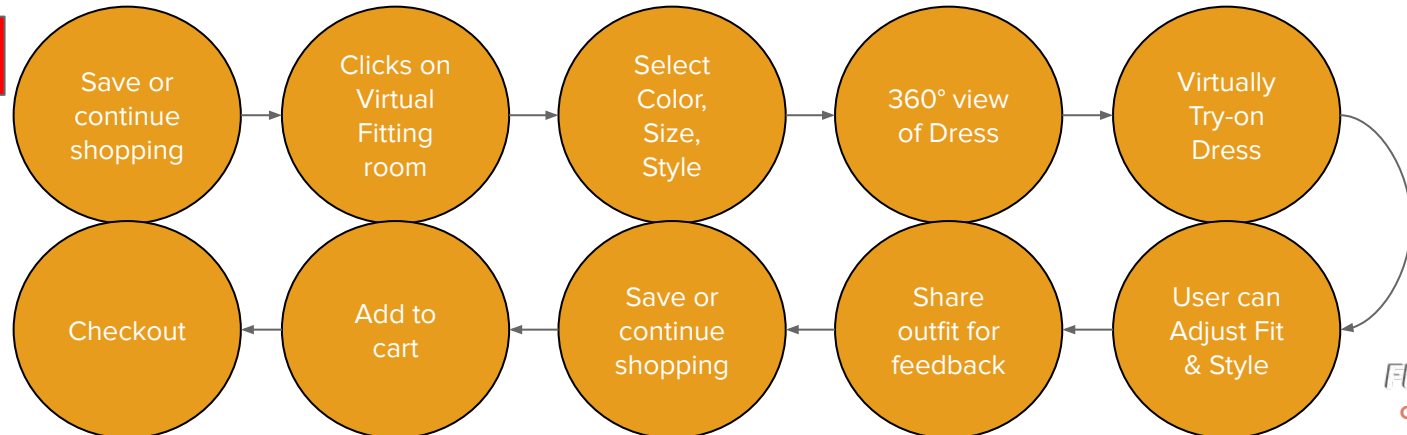 Save or
continue
shopping
Clicks on
Virtual
Fitting
room
Select
Color,
Size,
Style
360° view
of Dress
Virtually
Try-on
Dress
User can
Adjust Fit
& Style
Share
outfit for
feedback
Save or
continue
shopping
Add to
cart
Checkout